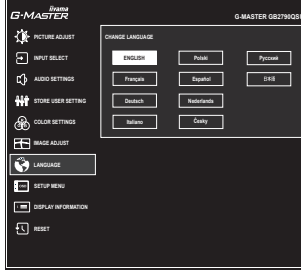 iiyama
G-MASTER
G-MASTER GB2790QSU
PICTURE ADJUST
INPUT SELECT
AUDIO SETTINGS
STORE USER SETTING
COLOR SETTINGS
IMAGE ADJUST
LANGUAGE
SETUP MENU
DISPLAY INFORMATION
RESET
CHANGE LANGUAGE
ENGLISH
Polski
Русский
Français
Español
日本語
Deutsch
Nederlands
Italiano
Česky